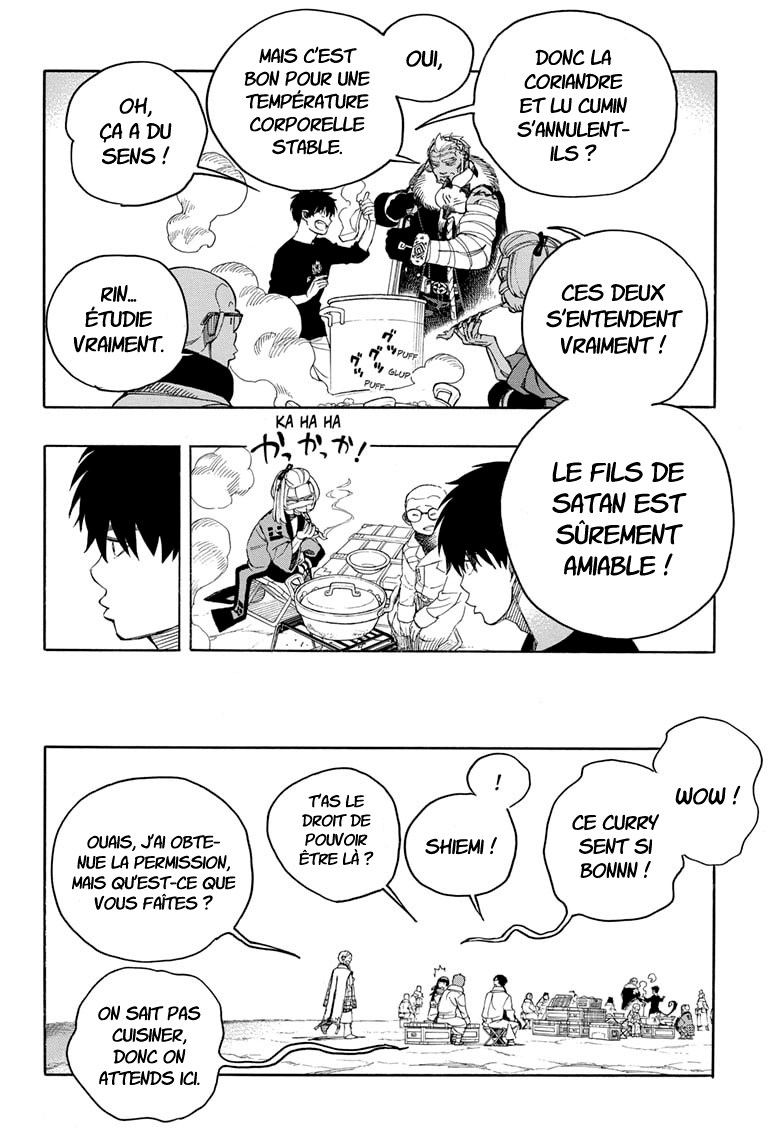 DONC LA
CORIANDRE
ET LU CUMIN
S'ANNULENT-
ILS ?
OUI,
MAIS C'EST
BON POUR UNE
TEMPÉRATURE
CORPORELLE
STABLE.
OH,
ÇA A DU
SENS !
CES DEUX
S'ENTENDENT
VRAIMENT !
RIN...
ÉTUDIE
VRAIMENT.
グッ
グッ
PUFF
GLUP
PUFF
LE FILS DE
SATAN EST
SÛREMENT
AMIABLE !
KA HA HA
かっかっか!
WOW !
CE CURRY
SENT SI
BONNN !
!
SHIEMI !
T'AS LE
DROIT DE
POUVOIR
ÊTRE LÀ ?
OUAIS, J'AI OBTE-
NUE LA PERMISSION,
MAIS QU'EST-CE QUE
VOUS FAÎTES ?
ON SAIT PAS
CUISINER,
DONC ON
ATTENDS ICI.